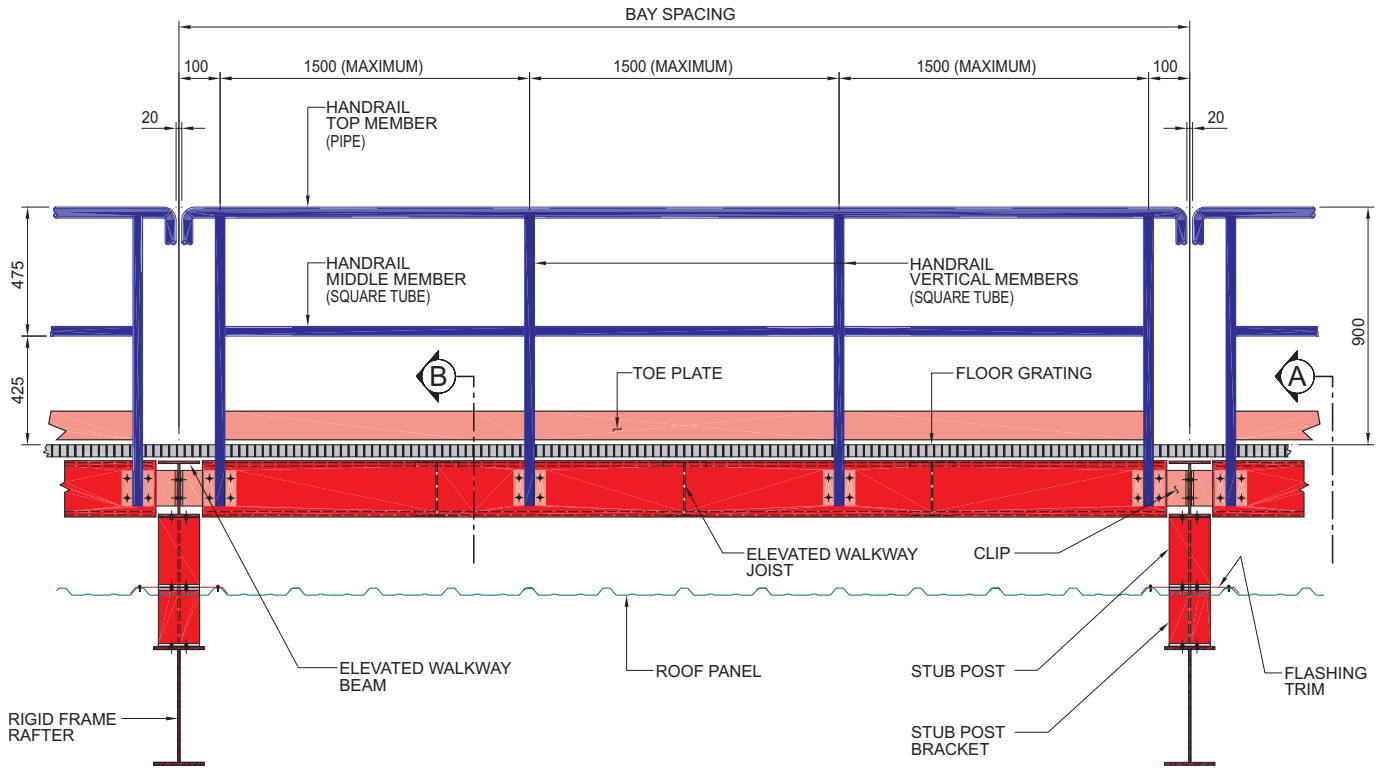 BAY SPACING
100
1500 (MAXIMUM)
1500 (MAXIMUM)
1500 (MAXIMUM)
100
20
HANDRAIL
TOP MEMBER
(PIPE)
20
475
HANDRAIL
MIDDLE MEMBER
(SQUARE TUBE)
HANDRAIL
VERTICAL MEMBERS
(SQUARE TUBE)
900
425
B
TOE PLATE
FLOOR GRATING
A
ELEVATED WALKWAY
JOIST
CLIP
ELEVATED WALKWAY
BEAM
ROOF PANEL
STUB POST
FLASHING
TRIM
RIGID FRAME
RAFTER
STUB POST
BRACKET